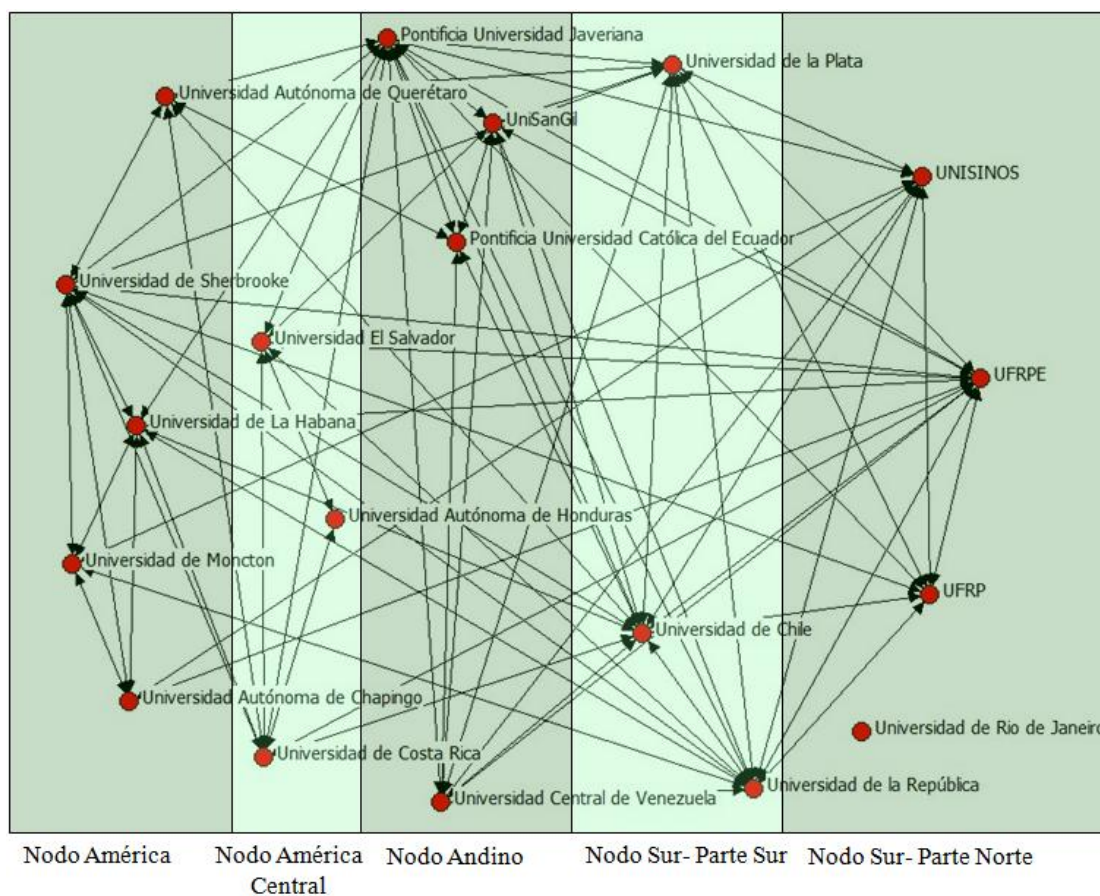 Pontificia Universidad Javeriana
Universidad de la Plata
Universidad Autónoma de Querétaro
UniSanGil
UNISINOS
Pontificia Universidad Católica del Ecuador
Universidad de Sherbrooke
Universidad El Salvador
UFRPE
Universidad de La Habana
Universidad Autónoma de Honduras
Universidad de Moncton
UFRP
Universidad de Chile
Universidad Autónoma de Chapingo
Universidad de Rio de Janeiro
Universidad de Costa Rica
Universidad de la República
Universidad Central de Venezuela
Nodo América
Nodo América
Central
Nodo Andino
Nodo Sur- Parte Sur
Nodo Sur- Parte Norte